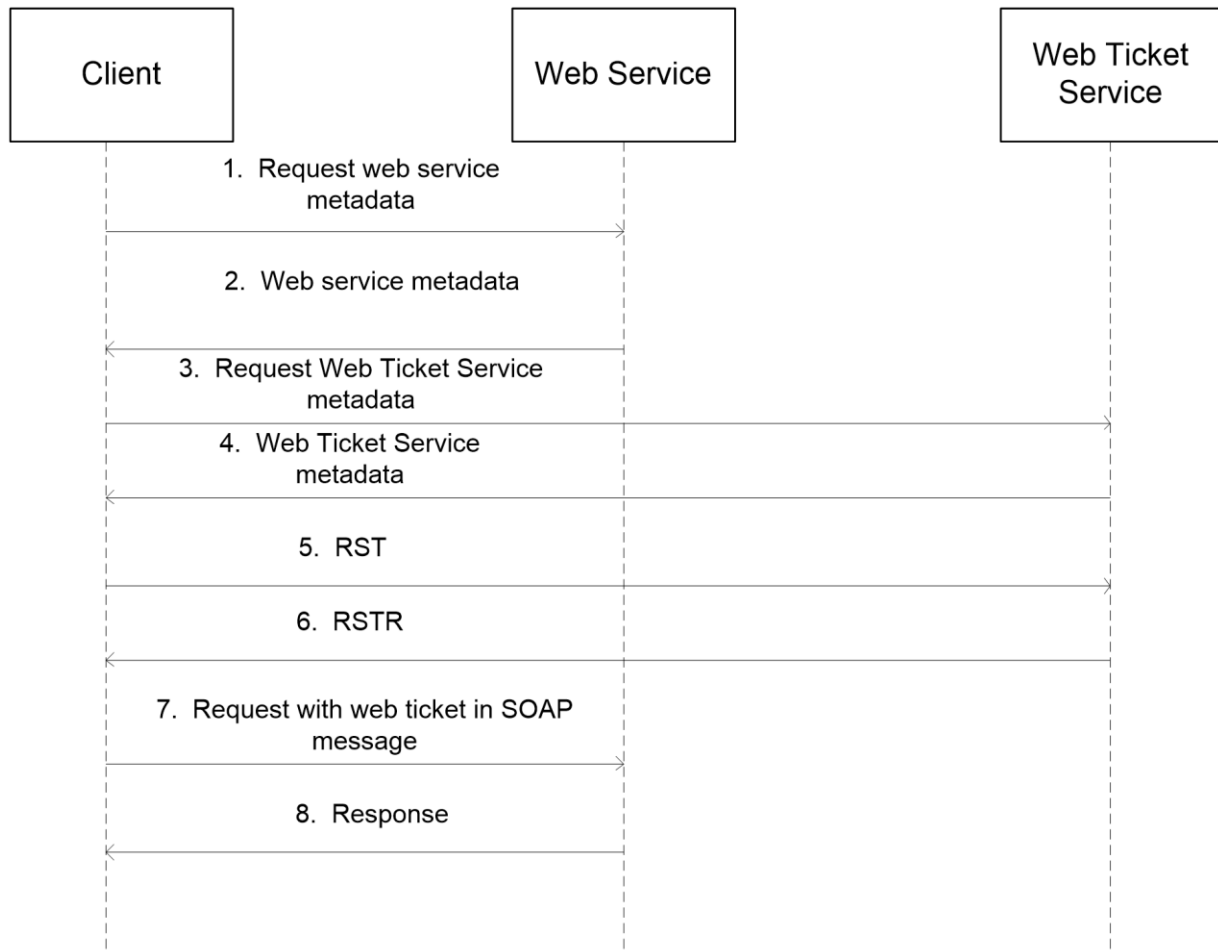 Client
Web Service
Web Ticket
Service
1. Request web service
metadata
2. Web service metadata
3. Request Web Ticket Service
metadata
4. Web Ticket Service
metadata
5. RST
6. RSTR
7. Request with web ticket in SOAP
message
8. Response